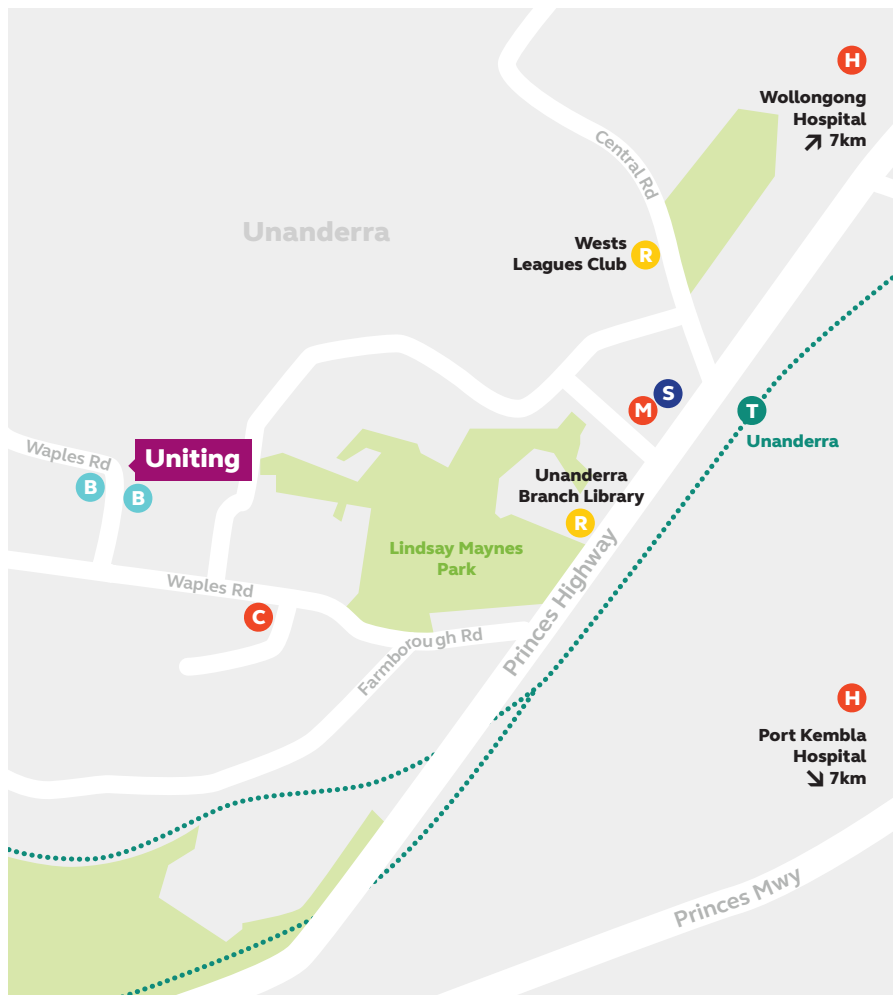 H
Wollongong
Hospital
↗ 7km
Central Rd
Unanderra
Wests
Leagues Club
R
S
M
T
Unanderra
Waples Rd
Uniting
B
B
Unanderra
Branch Library
R
Lindsay Maynes
Park
Princes Highway
Waples Rd
C
Farmborough Rd
H
Port Kembla
Hospital
↘ 7km
Princes Mwy